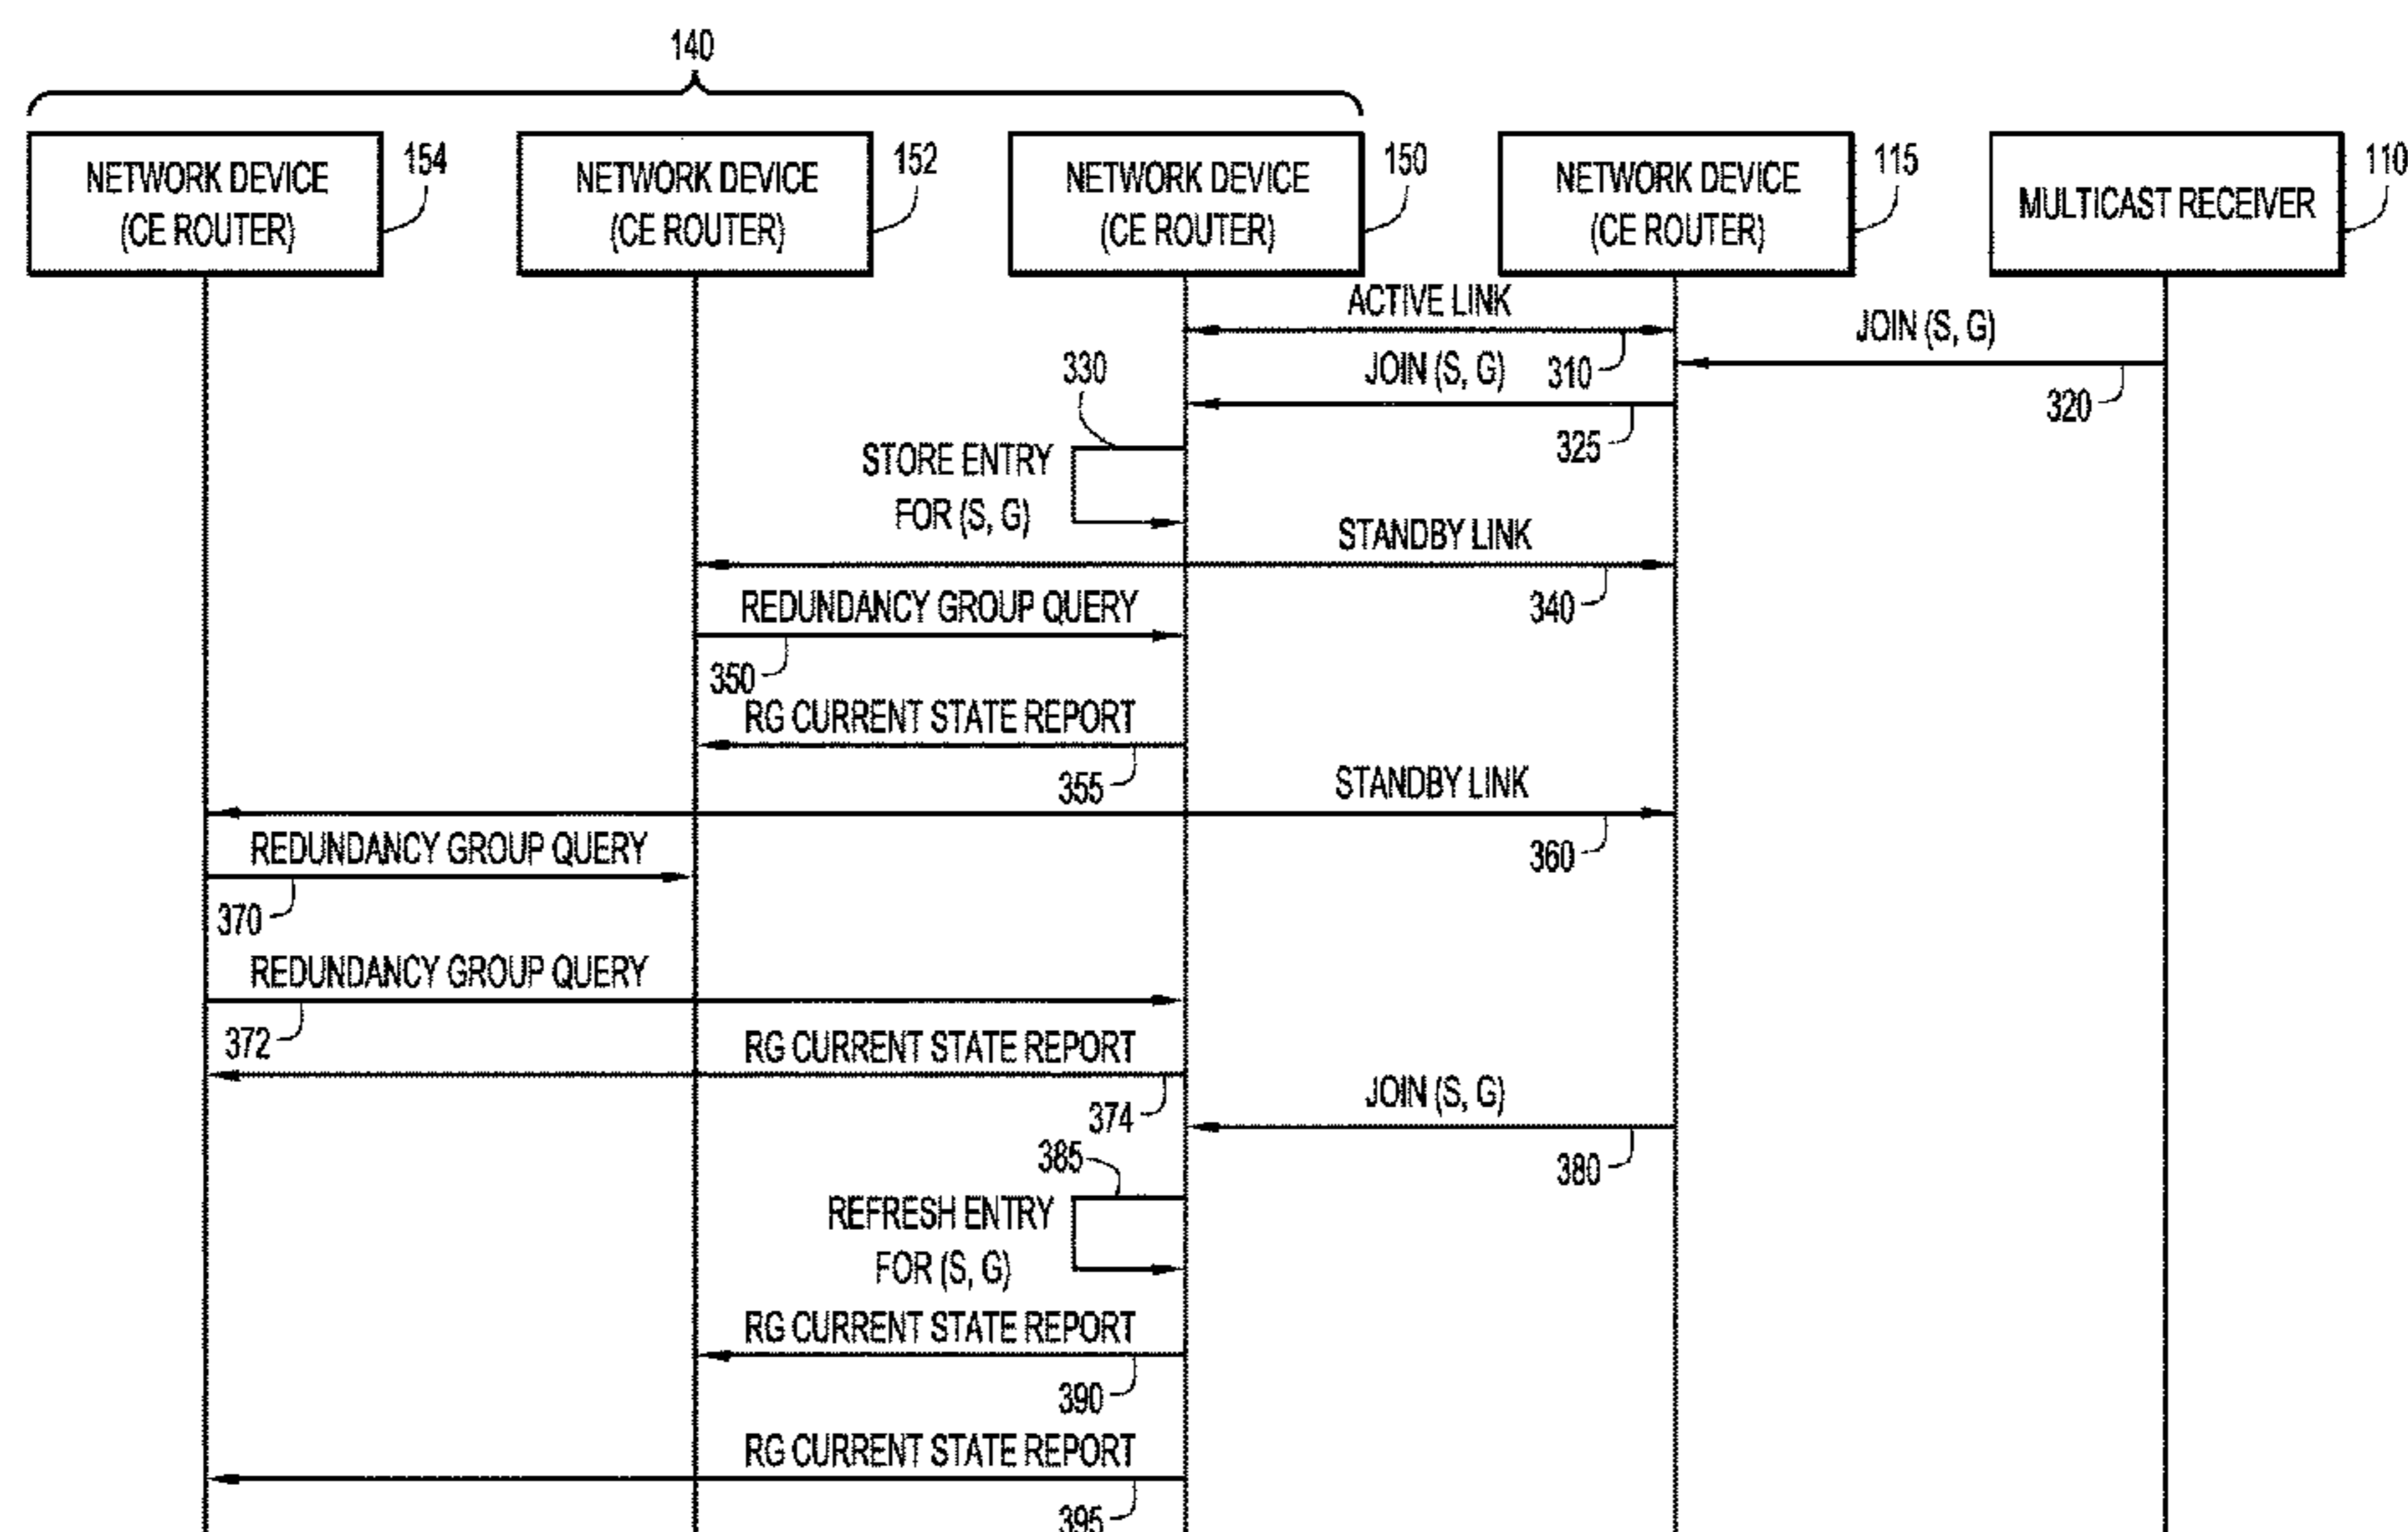 140
NETWORK DEVICE
(CE ROUTER)
154
NETWORK DEVICE
(CE ROUTER)
152
NETWORK DEVICE
(CE ROUTER)
150
NETWORK DEVICE
(CE ROUTER)
115
MULTICAST RECEIVER
110
ACTIVE LINK
310
JOIN (S, G)
320
JOIN (S, G)
325
330
STORE ENTRY
FOR (S, G)
STANDBY LINK
340
REDUNDANCY GROUP QUERY
350
RG CURRENT STATE REPORT
355
STANDBY LINK
360
REDUNDANCY GROUP QUERY
370
REDUNDANCY GROUP QUERY
372
RG CURRENT STATE REPORT
374
JOIN (S, G)
380
385
REFRESH ENTRY
FOR (S, G)
RG CURRENT STATE REPORT
390
RG CURRENT STATE REPORT
395